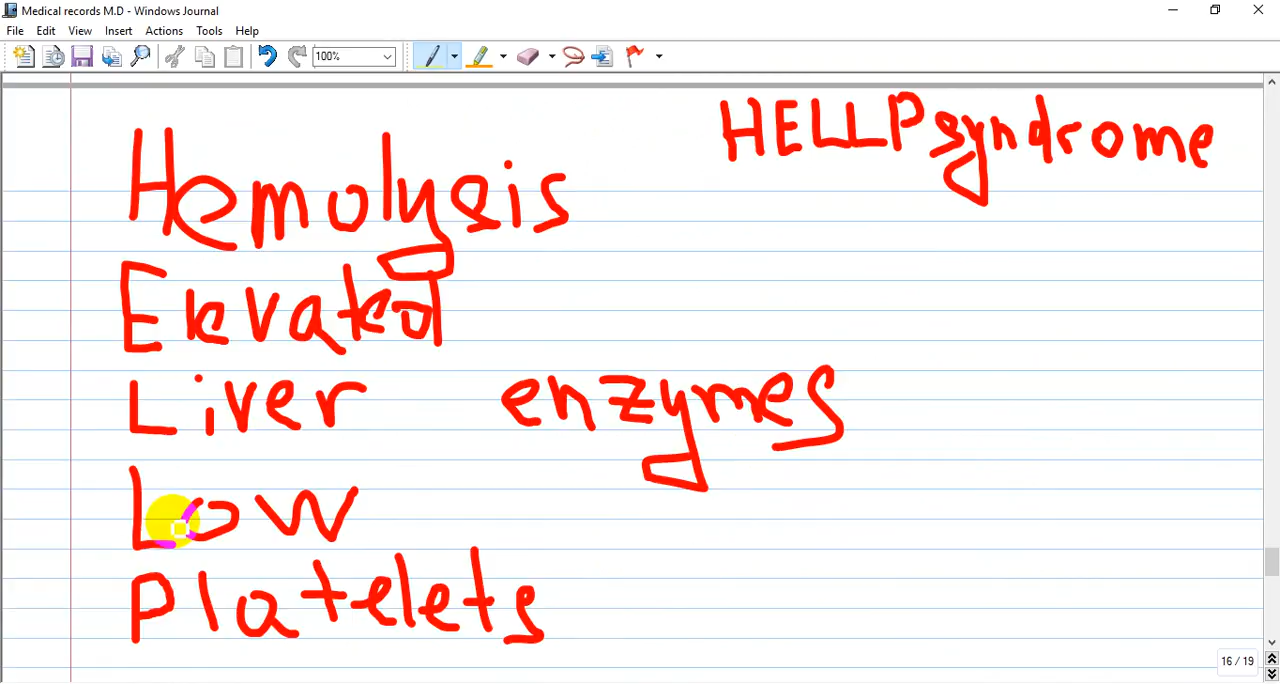 Medical records M.D - Windows Journal
File Edit View Insert Actions Tools Help
100%
HELLP syndrome
Hemolysis
Elevated
Liver enzymes
Low
Platelets
16 / 19